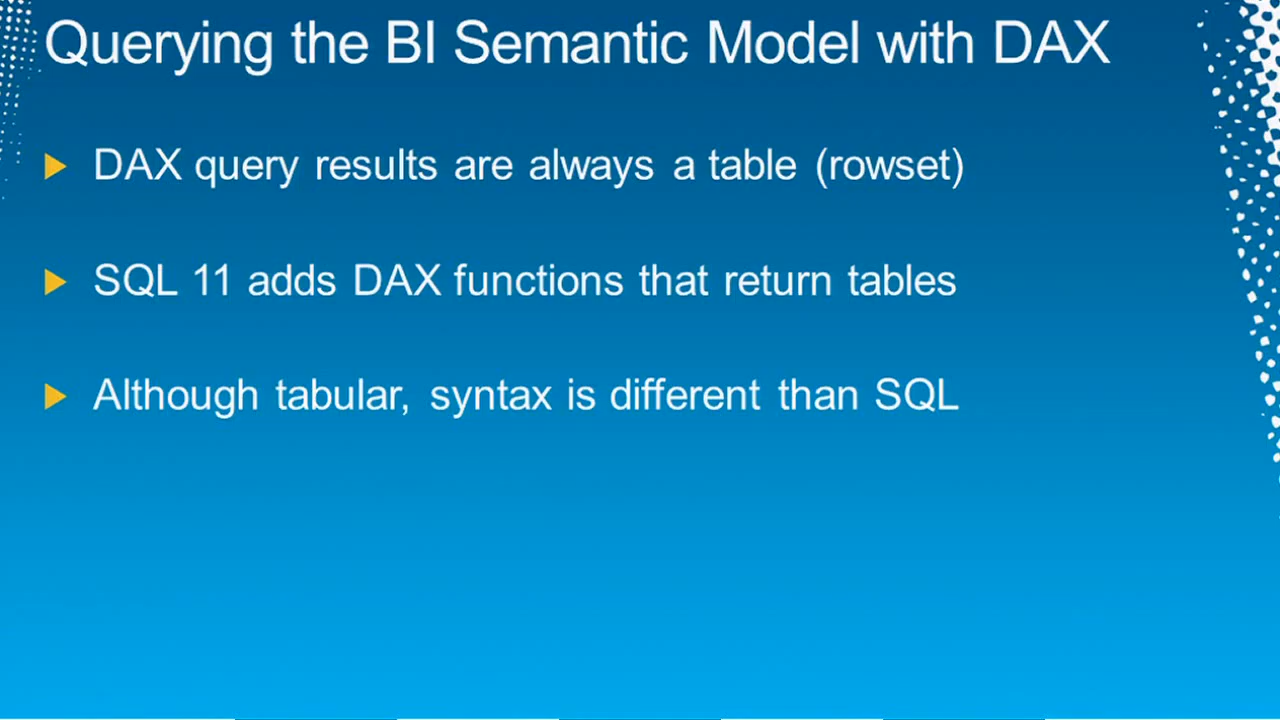 Querying the BI Semantic Model with DAX
DAX query results are always a table (rowset)
SQL 11 adds DAX functions that return tables
Although tabular, syntax is different than SQL